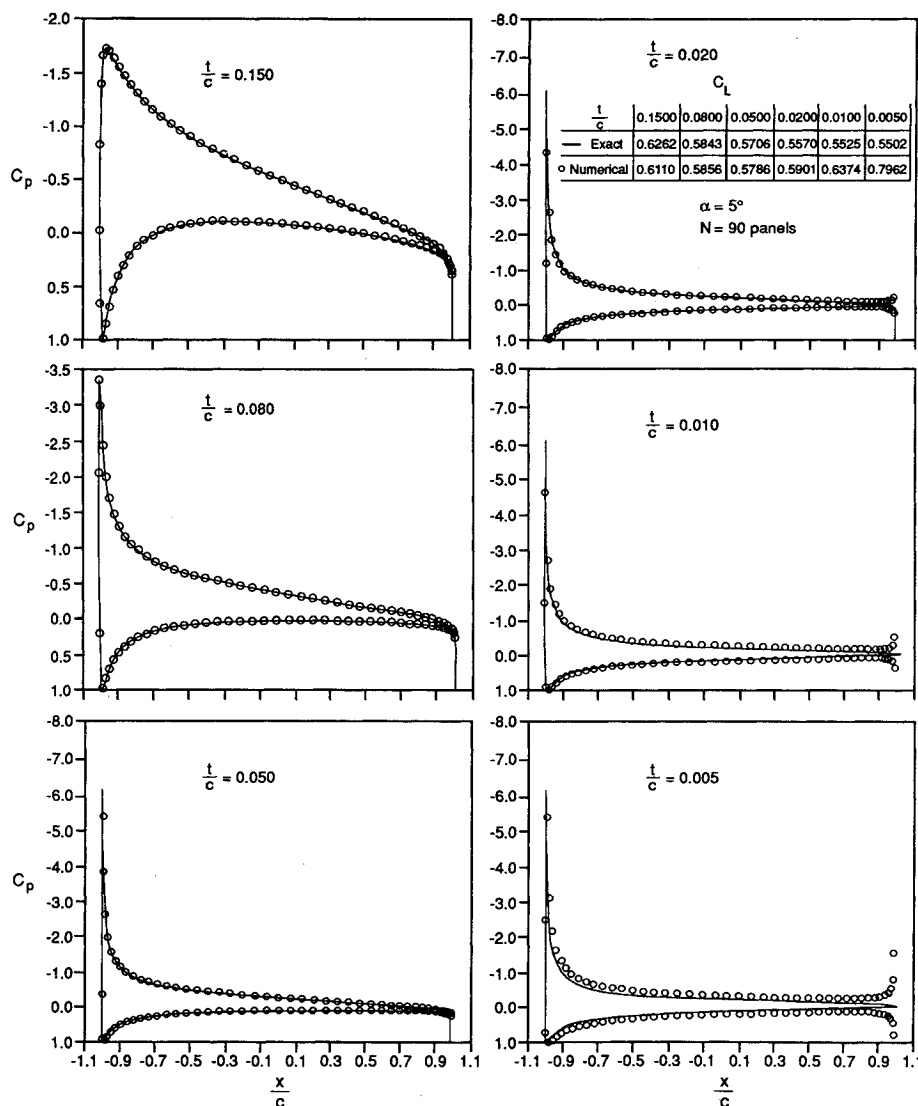 -2.0
-1.5
-1.0
C_p -0.5
0.0
0.5
1.0
t/c = 0.150
-3.5
-3.0
-2.5
-2.0
C_p -1.5
-1.0
-0.5
0.0
0.5
1.0
t/c = 0.080
-8.0
-7.0
-6.0
-5.0
-4.0
C_p -3.0
-2.0
-1.0
0.0
1.0
t/c = 0.050
-1.1 -0.9 -0.7 -0.5 -0.3 -0.1 0.1 0.3 0.5 0.7 0.9 1.1
x/c
-8.0
-7.0
-6.0
-5.0
-4.0
-3.0
-2.0
-1.0
0.0
1.0
t/c = 0.020
C_L
t/c 0.1500 0.0800 0.0500 0.0200 0.0100 0.0050
Exact 0.6262 0.5843 0.5706 0.5570 0.5525 0.5502
Numerical 0.6110 0.5856 0.5786 0.5901 0.6374 0.7962
α = 5°
N = 90 panels
-8.0
-7.0
-6.0
-5.0
-4.0
-3.0
-2.0
-1.0
0.0
1.0
t/c = 0.010
-8.0
-7.0
-6.0
-5.0
-4.0
-3.0
-2.0
-1.0
0.0
1.0
t/c = 0.005
-1.1 -0.9 -0.7 -0.5 -0.3 -0.1 0.1 0.3 0.5 0.7 0.9 1.1
x/c